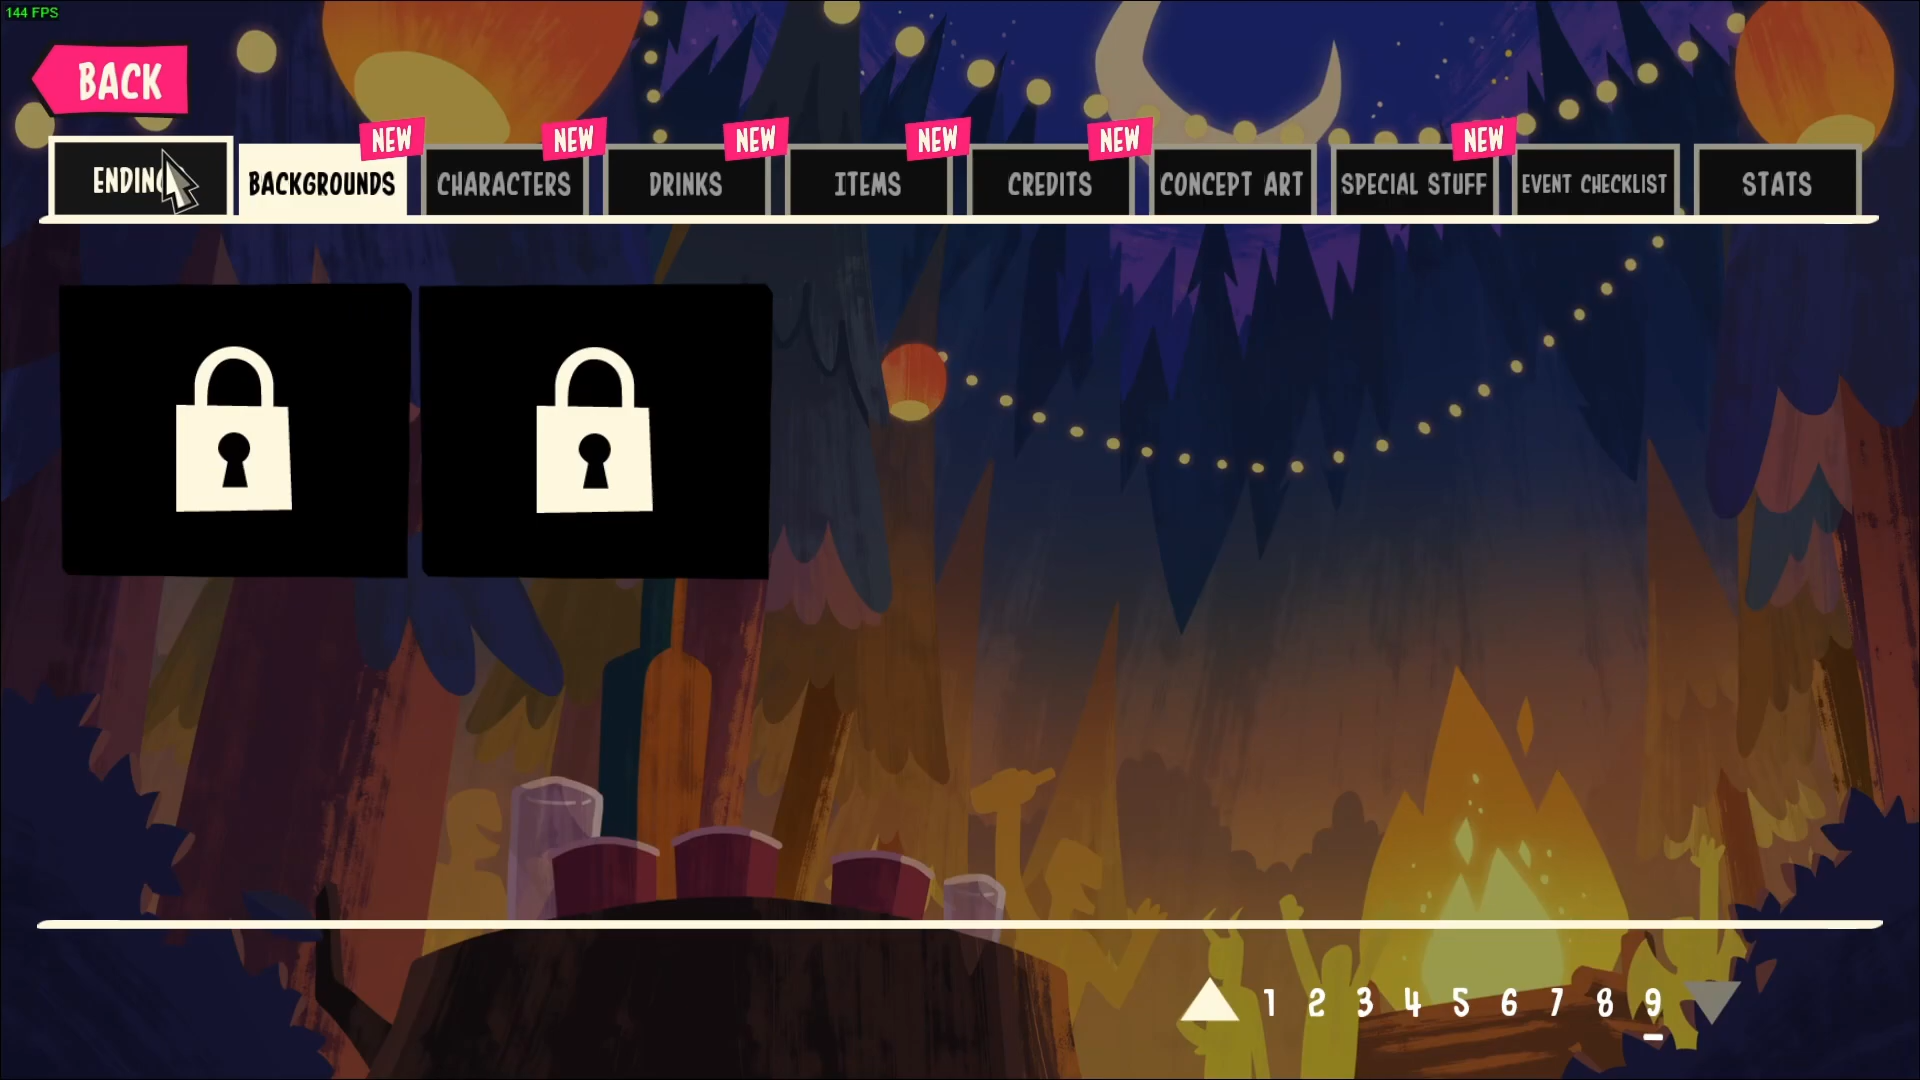 144 FPS
BACK
NEW NEW NEW NEW NEW NEW
BACKGROUNDS CHARACTERS DRINKS ITEMS CREDITS CONCEPT ART SPECIAL STUFF EVENT CHECKLIST STATS
1 2 3 4 5 6 7 8 9